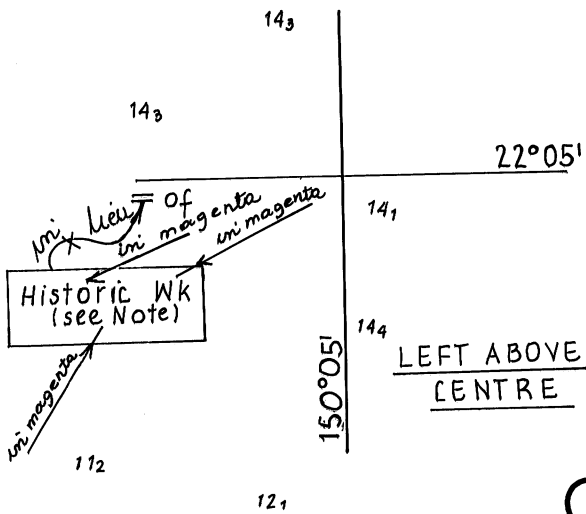 14₃
14₃
22°05'
in lieu of
in magenta
in magenta
14₁
Historic Wk
(see Note)
14₄
150°05'
LEFT ABOVE
CENTRE
in magenta
11₂
12₁